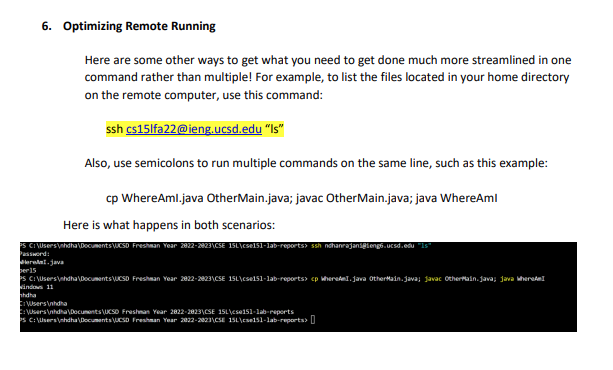 6. Optimizing Remote Running
Here are some other ways to get what you need to get done much more streamlined in one
command rather than multiple! For example, to list the files located in your home directory
on the remote computer, use this command:
ssh cs15lfa22@ieng.ucsd.edu “ls”
Also, use semicolons to run multiple commands on the same line, such as this example:
cp WhereAmI.java OtherMain.java; javac OtherMain.java; java WhereAmI
Here is what happens in both scenarios:
PS C:\Users\nhdha\Documents\UCSD Freshman Year 2022-2023\CSE 15L\cse15l-lab-reports> ssh ndhanrajani@ieng6.ucsd.edu "ls"
Password:
WhereAmI.java
perl5
PS C:\Users\nhdha\Documents\UCSD Freshman Year 2022-2023\CSE 15L\cse15l-lab-reports> cp WhereAmI.java OtherMain.java; javac OtherMain.java; java WhereAmI
Windows 11
nhdha
C:\Users\nhdha
C:\Users\nhdha\Documents\UCSD Freshman Year 2022-2023\CSE 15L\cse15l-lab-reports
PS C:\Users\nhdha\Documents\UCSD Freshman Year 2022-2023\CSE 15L\cse15l-lab-reports>